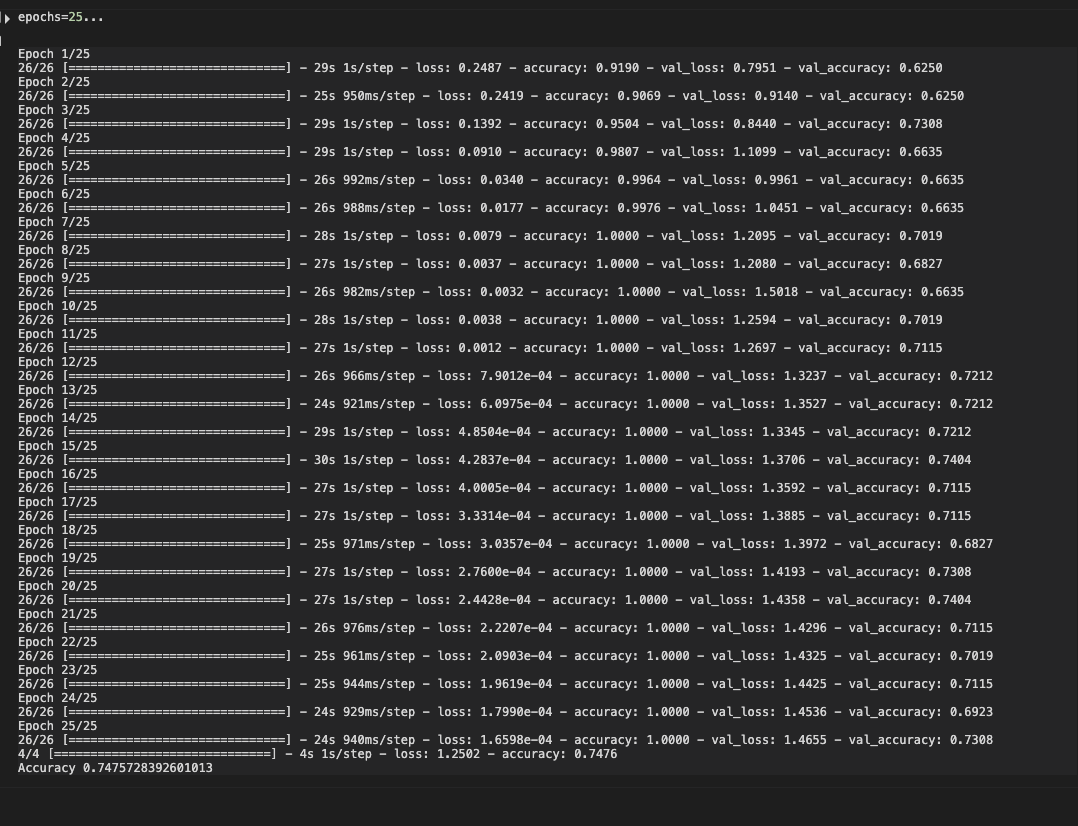 epochs=25...
Epoch 1/25
26/26 [==============================] - 29s 1s/step - loss: 0.2487 - accuracy: 0.9190 - val_loss: 0.7951 - val_accuracy: 0.6250
Epoch 2/25
26/26 [==============================] - 25s 950ms/step - loss: 0.2419 - accuracy: 0.9069 - val_loss: 0.9140 - val_accuracy: 0.6250
Epoch 3/25
26/26 [==============================] - 29s 1s/step - loss: 0.1392 - accuracy: 0.9504 - val_loss: 0.8440 - val_accuracy: 0.7308
Epoch 4/25
26/26 [==============================] - 29s 1s/step - loss: 0.0910 - accuracy: 0.9807 - val_loss: 1.1099 - val_accuracy: 0.6635
Epoch 5/25
26/26 [==============================] - 26s 992ms/step - loss: 0.0340 - accuracy: 0.9964 - val_loss: 0.9961 - val_accuracy: 0.6635
Epoch 6/25
26/26 [==============================] - 26s 988ms/step - loss: 0.0177 - accuracy: 0.9976 - val_loss: 1.0451 - val_accuracy: 0.6635
Epoch 7/25
26/26 [==============================] - 28s 1s/step - loss: 0.0079 - accuracy: 1.0000 - val_loss: 1.2095 - val_accuracy: 0.7019
Epoch 8/25
26/26 [==============================] - 27s 1s/step - loss: 0.0037 - accuracy: 1.0000 - val_loss: 1.2080 - val_accuracy: 0.6827
Epoch 9/25
26/26 [==============================] - 26s 982ms/step - loss: 0.0032 - accuracy: 1.0000 - val_loss: 1.5018 - val_accuracy: 0.6635
Epoch 10/25
26/26 [==============================] - 28s 1s/step - loss: 0.0038 - accuracy: 1.0000 - val_loss: 1.2594 - val_accuracy: 0.7019
Epoch 11/25
26/26 [==============================] - 27s 1s/step - loss: 0.0012 - accuracy: 1.0000 - val_loss: 1.2697 - val_accuracy: 0.7115
Epoch 12/25
26/26 [==============================] - 26s 966ms/step - loss: 7.9012e-04 - accuracy: 1.0000 - val_loss: 1.3237 - val_accuracy: 0.7212
Epoch 13/25
26/26 [==============================] - 24s 921ms/step - loss: 6.0975e-04 - accuracy: 1.0000 - val_loss: 1.3527 - val_accuracy: 0.7212
Epoch 14/25
26/26 [==============================] - 29s 1s/step - loss: 4.8504e-04 - accuracy: 1.0000 - val_loss: 1.3345 - val_accuracy: 0.7212
Epoch 15/25
26/26 [==============================] - 30s 1s/step - loss: 4.2837e-04 - accuracy: 1.0000 - val_loss: 1.3706 - val_accuracy: 0.7404
Epoch 16/25
26/26 [==============================] - 27s 1s/step - loss: 4.0005e-04 - accuracy: 1.0000 - val_loss: 1.3592 - val_accuracy: 0.7115
Epoch 17/25
26/26 [==============================] - 27s 1s/step - loss: 3.3314e-04 - accuracy: 1.0000 - val_loss: 1.3885 - val_accuracy: 0.7115
Epoch 18/25
26/26 [==============================] - 25s 971ms/step - loss: 3.0357e-04 - accuracy: 1.0000 - val_loss: 1.3972 - val_accuracy: 0.6827
Epoch 19/25
26/26 [==============================] - 27s 1s/step - loss: 2.7600e-04 - accuracy: 1.0000 - val_loss: 1.4193 - val_accuracy: 0.7308
Epoch 20/25
26/26 [==============================] - 27s 1s/step - loss: 2.4428e-04 - accuracy: 1.0000 - val_loss: 1.4358 - val_accuracy: 0.7404
Epoch 21/25
26/26 [==============================] - 26s 976ms/step - loss: 2.2207e-04 - accuracy: 1.0000 - val_loss: 1.4296 - val_accuracy: 0.7115
Epoch 22/25
26/26 [==============================] - 25s 961ms/step - loss: 2.0903e-04 - accuracy: 1.0000 - val_loss: 1.4325 - val_accuracy: 0.7019
Epoch 23/25
26/26 [==============================] - 25s 944ms/step - loss: 1.9619e-04 - accuracy: 1.0000 - val_loss: 1.4425 - val_accuracy: 0.7115
Epoch 24/25
26/26 [==============================] - 24s 929ms/step - loss: 1.7990e-04 - accuracy: 1.0000 - val_loss: 1.4536 - val_accuracy: 0.6923
Epoch 25/25
26/26 [==============================] - 24s 940ms/step - loss: 1.6598e-04 - accuracy: 1.0000 - val_loss: 1.4655 - val_accuracy: 0.7308
4/4 [==============================] - 4s 1s/step - loss: 1.2502 - accuracy: 0.7476
Accuracy 0.7475728392601013